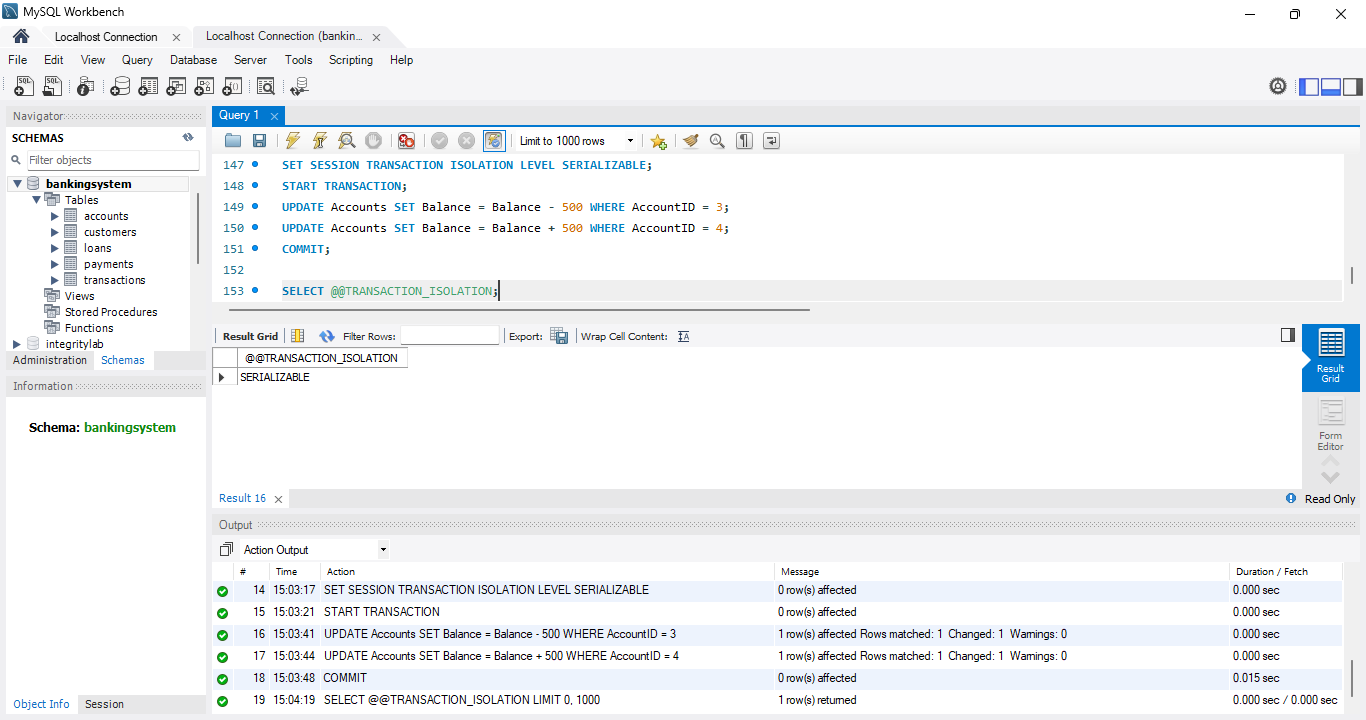 MySQL Workbench
Localhost Connection
Localhost Connection (bankin...
File Edit View Query Database Server Tools Scripting Help
Navigator
SCHEMAS
Filter objects
bankingsystem
Tables
accounts
customers
loans
payments
transactions
Views
Stored Procedures
Functions
integritylab
Administration Schemas
Information
Schema: bankingsystem
Object Info Session
Query 1
Limit to 1000 rows
147 SET SESSION TRANSACTION ISOLATION LEVEL SERIALIZABLE;
148 START TRANSACTION;
149 UPDATE Accounts SET Balance = Balance - 500 WHERE AccountID = 3;
150 UPDATE Accounts SET Balance = Balance + 500 WHERE AccountID = 4;
151 COMMIT;
152
153 SELECT @@TRANSACTION_ISOLATION;
Result Grid Filter Rows: Export: Wrap Cell Content:
@@TRANSACTION_ISOLATION
SERIALIZABLE
Result
Grid
Form
Editor
Result 16
Read Only
Output
Action Output
# Time Action Message Duration / Fetch
14 15:03:17 SET SESSION TRANSACTION ISOLATION LEVEL SERIALIZABLE 0 row(s) affected 0.000 sec
15 15:03:21 START TRANSACTION 0 row(s) affected 0.000 sec
16 15:03:41 UPDATE Accounts SET Balance = Balance - 500 WHERE AccountID = 3 1 row(s) affected Rows matched: 1 Changed: 1 Warnings: 0 0.000 sec
17 15:03:44 UPDATE Accounts SET Balance = Balance + 500 WHERE AccountID = 4 1 row(s) affected Rows matched: 1 Changed: 1 Warnings: 0 0.000 sec
18 15:03:48 COMMIT 0 row(s) affected 0.015 sec
19 15:04:19 SELECT @@TRANSACTION_ISOLATION LIMIT 0, 1000 1 row(s) returned 0.000 sec / 0.000 sec